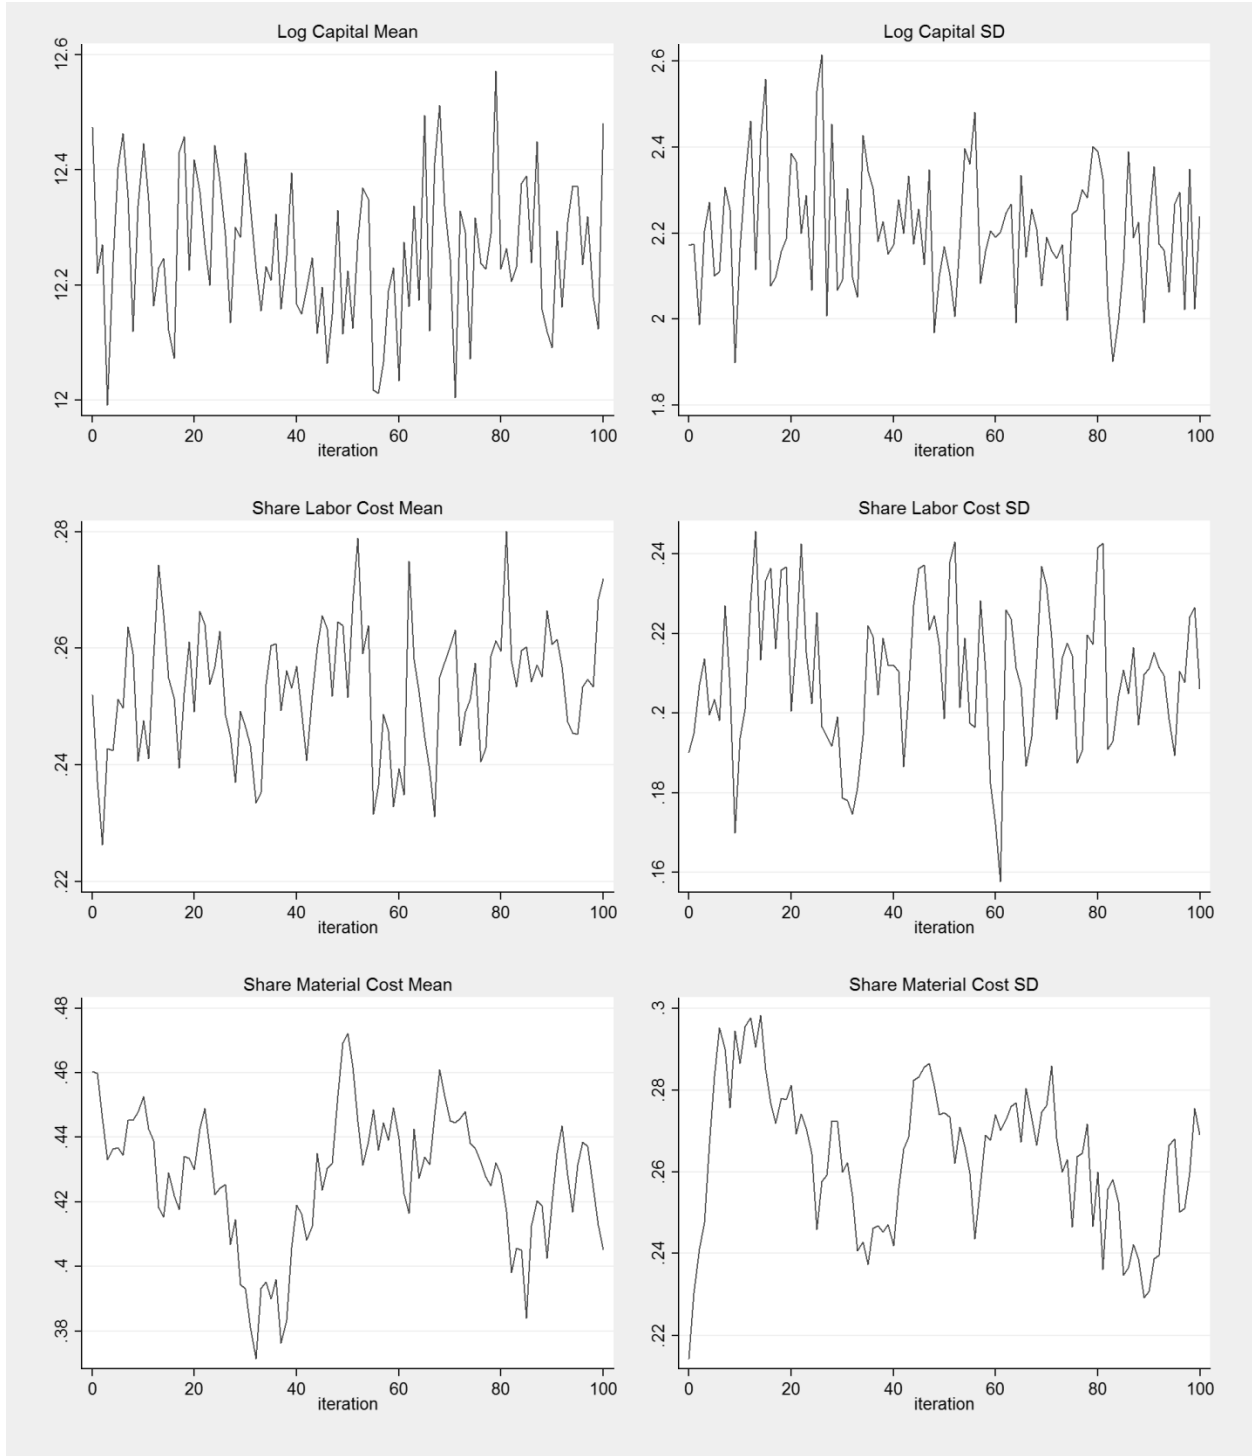 Log Capital Mean
12.6
12.4
12.2
12
0 20 40 60 80 100
iteration
Log Capital SD
2.6
2.4
2.2
2
1.8
0 20 40 60 80 100
iteration
Share Labor Cost Mean
.28
.26
.24
.22
0 20 40 60 80 100
iteration
Share Labor Cost SD
.24
.22
.2
.18
.16
0 20 40 60 80 100
iteration
Share Material Cost Mean
.48
.46
.44
.42
.4
.38
0 20 40 60 80 100
iteration
Share Material Cost SD
.3
.28
.26
.24
.22
0 20 40 60 80 100
iteration